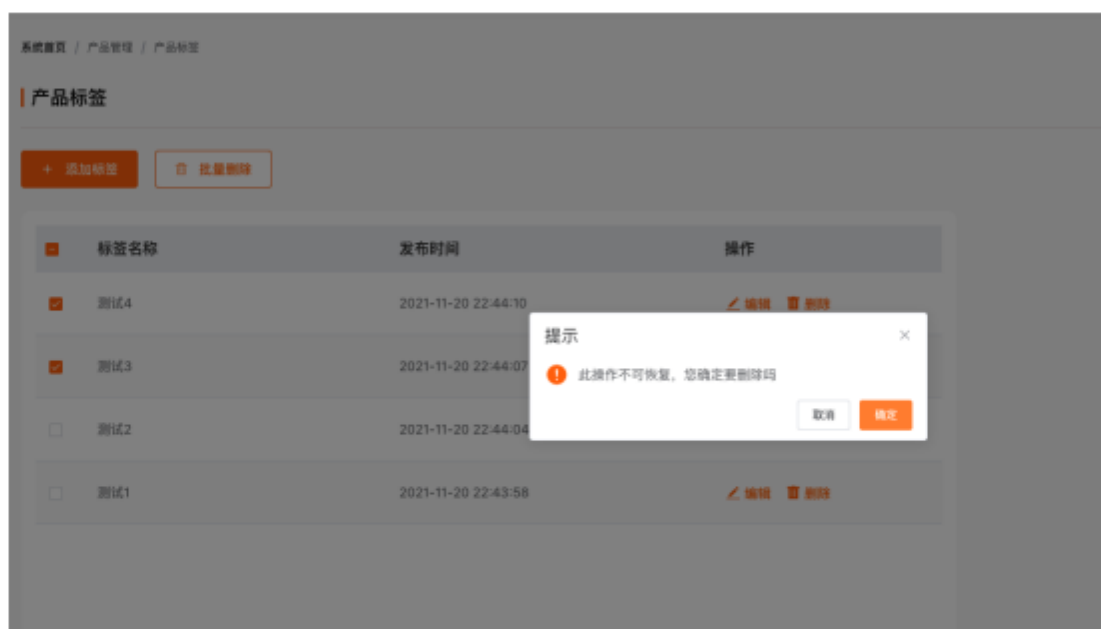 系统首页 / 产品管理 / 产品标签
产品标签
+ 添加标签 批量删除
标签名称 发布时间 操作
测试4 2021-11-20 22:44:10 编辑 删除
测试3 2021-11-20 22:44:07
测试2 2021-11-20 22:44:04
测试1 2021-11-20 22:43:58 编辑 删除
提示
此操作不可恢复，您确定要删除吗
取消 确定